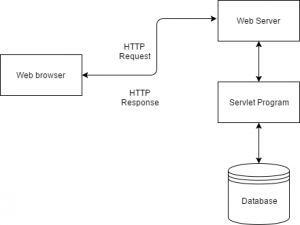 Web Server
HTTP
Request
Web browser
HTTP
Response
Servlet Program
Database